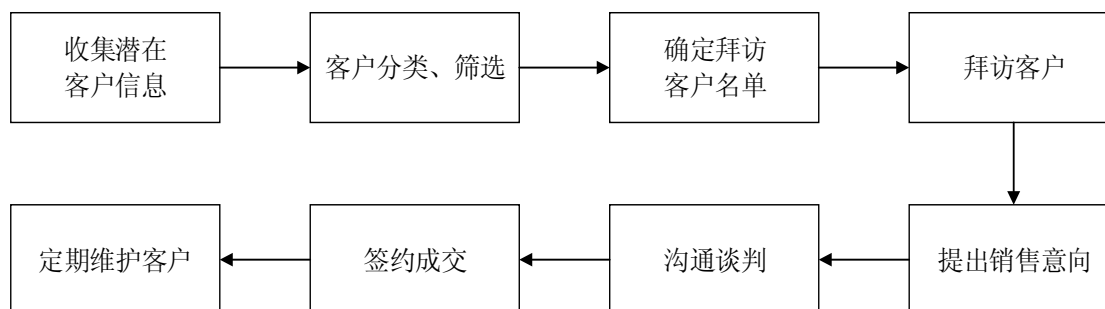 收集潜在
客户信息
客户分类、筛选
确定拜访
客户名单
拜访客户
提出销售意向
沟通谈判
签约成交
定期维护客户